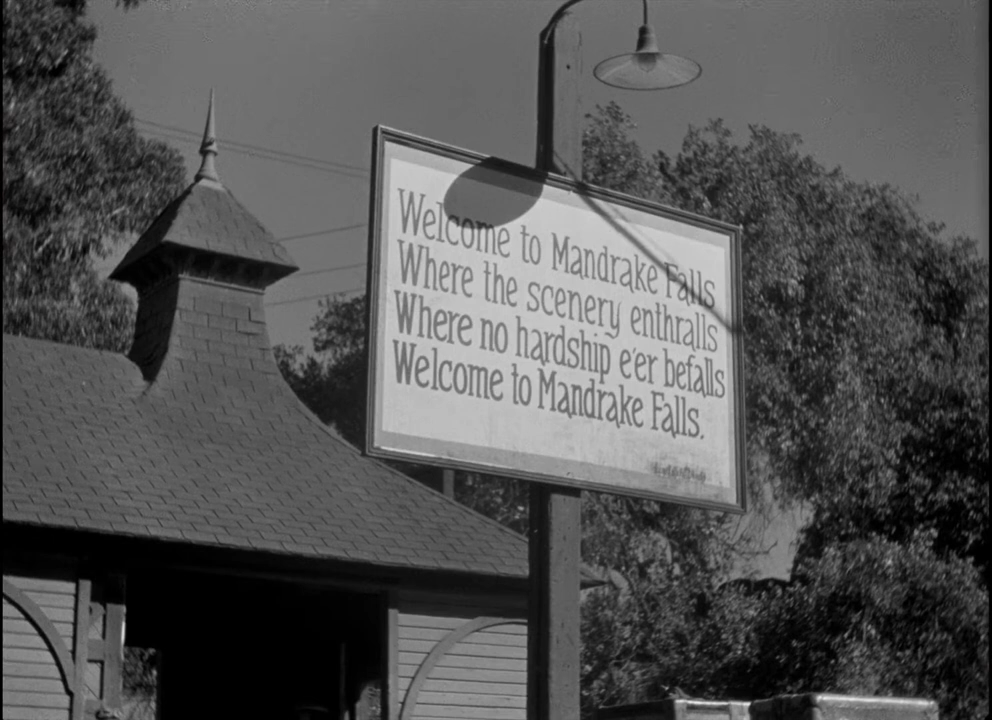 Welcome to Mandrake Falls
Where the scenery enthralls
Where no hardship e'er befalls
Welcome to Mandrake Falls.